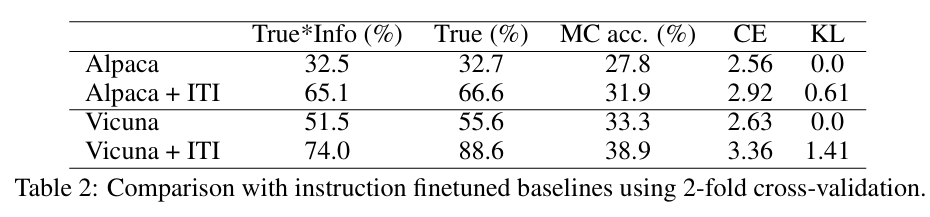 True*Info (%) True (%) MC acc. (%) CE KL
Alpaca 32.5 32.7 27.8 2.56 0.0
Alpaca + ITI 65.1 66.6 31.9 2.92 0.61
Vicuna 51.5 55.6 33.3 2.63 0.0
Vicuna + ITI 74.0 88.6 38.9 3.36 1.41
Table 2: Comparison with instruction finetuned baselines using 2-fold cross-validation.